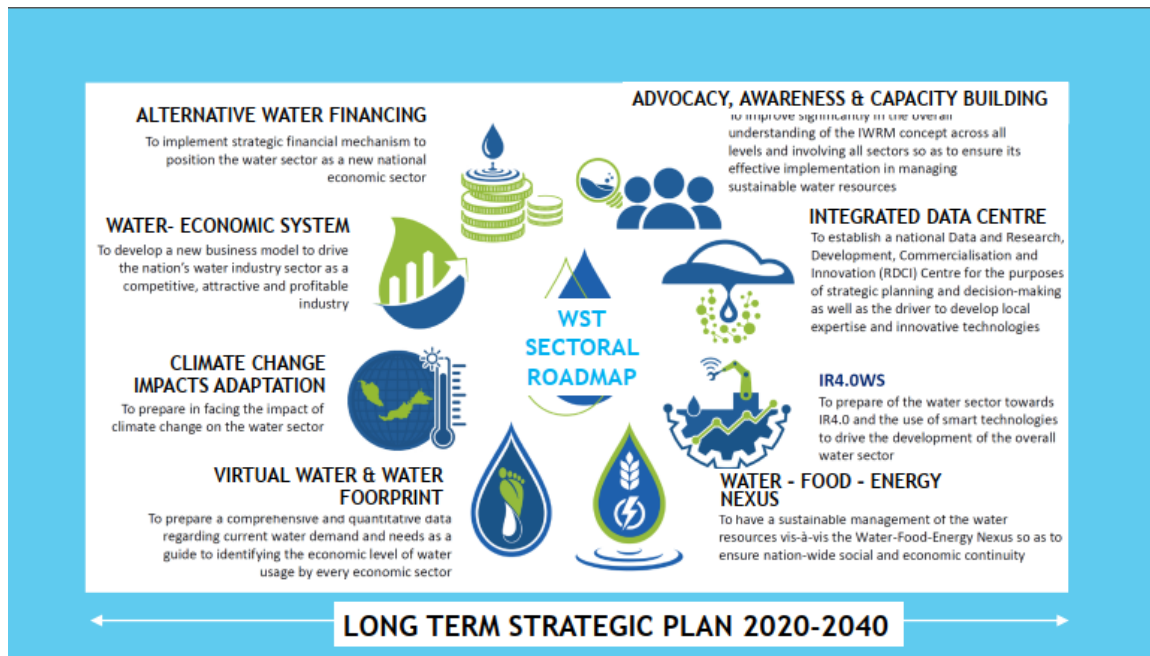 ALTERNATIVE WATER FINANCING
To implement strategic financial mechanism to
position the water sector as a new national
economic sector
WATER- ECONOMIC SYSTEM
To develop a new business model to drive
the nation's water industry sector as a
competitive, attractive and profitable
industry
CLIMATE CHANGE
IMPACTS ADAPTATION
To prepare in facing the impact of
climate change on the water sector
VIRTUAL WATER & WATER
FOORPRINT
To prepare a comprehensive and quantitative data
regarding current water demand and needs as a
guide to identifying the economic level of water
usage by every economic sector
WST
SECTORAL
ROADMAP
ADVOCACY, AWARENESS & CAPACITY BUILDING
To improve significantly in the overall
understanding of the IWRM concept across all
levels and involving all sectors so as to ensure its
effective implementation in managing
sustainable water resources
INTEGRATED DATA CENTRE
To establish a national Data and Research,
Development, Commercialisation and
Innovation (RDCI) Centre for the purposes
of strategic planning and decision-making
as well as the driver to develop local
expertise and innovative technologies
IR4.0WS
To prepare of the water sector towards
IR4.0 and the use of smart technologies
to drive the development of the overall
water sector
WATER - FOOD - ENERGY
NEXUS
To have a sustainable management of the water
resources vis-à-vis the Water-Food-Energy Nexus so as to
ensure nation-wide social and economic continuity
LONG TERM STRATEGIC PLAN 2020-2040